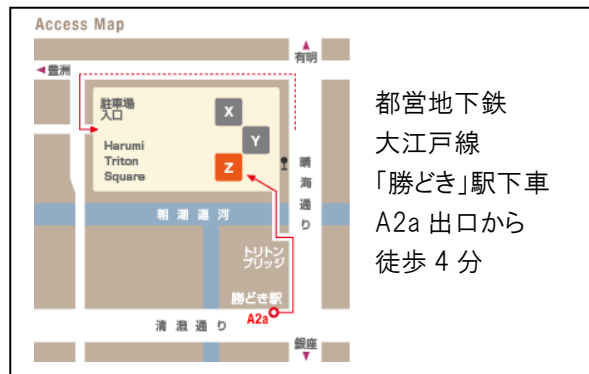 Access Map
有明
豊洲
駐車場
入口
X
Y
Harumi
Triton
Square
Z
晴海通り
朝潮運河
トリトン
ブリッジ
勝どき駅
A2a
清澄通り
銀座
都営地下鉄
大江戸線
「勝どき」駅下車
A2a 出口から
徒歩 4 分